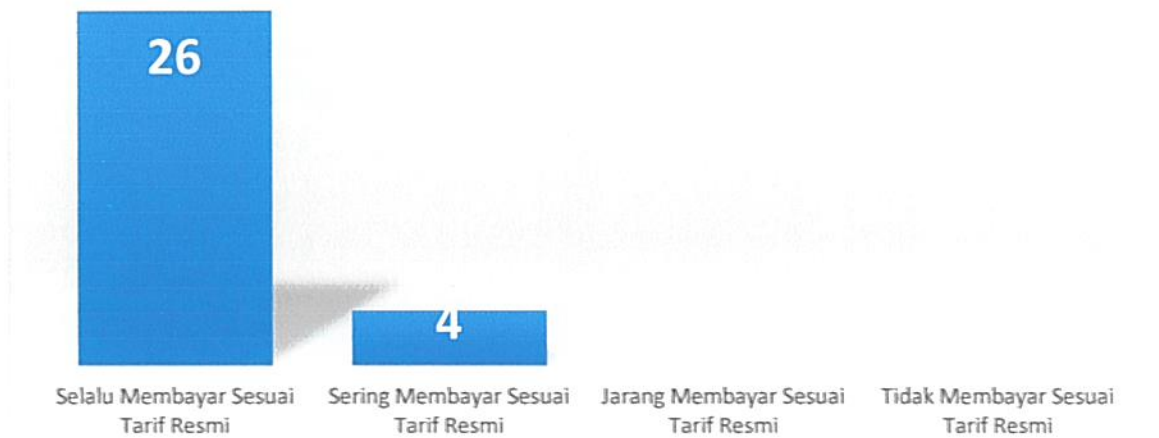 26
4
Selalu Membayar Sesuai
Tarif Resmi
Sering Membayar Sesuai
Tarif Resmi
Jarang Membayar Sesuai
Tarif Resmi
Tidak Membayar Sesuai
Tarif Resmi